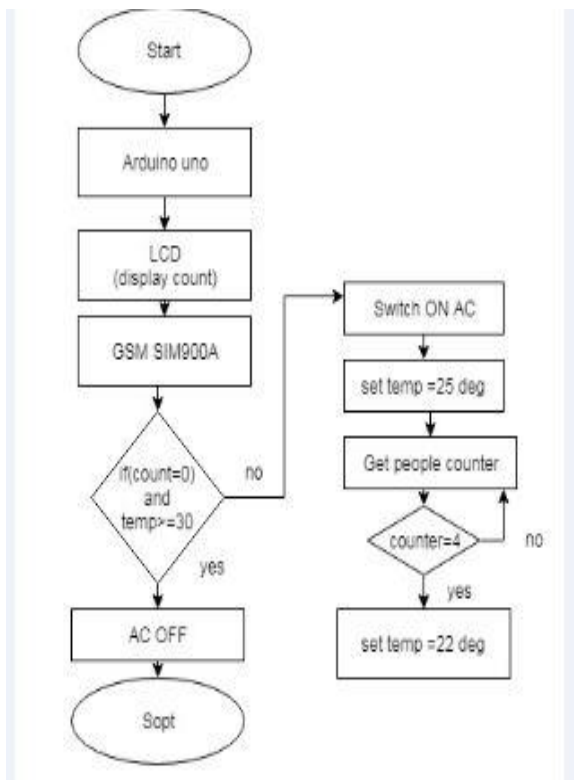 Start
Arduino uno
LCD
(display count)
GSM SIM900A
if(count=0)
and
temp>=30
no
yes
AC OFF
Sopt
Switch ON AC
set temp =25 deg
Get people counter
counter=4
no
yes
set temp =22 deg